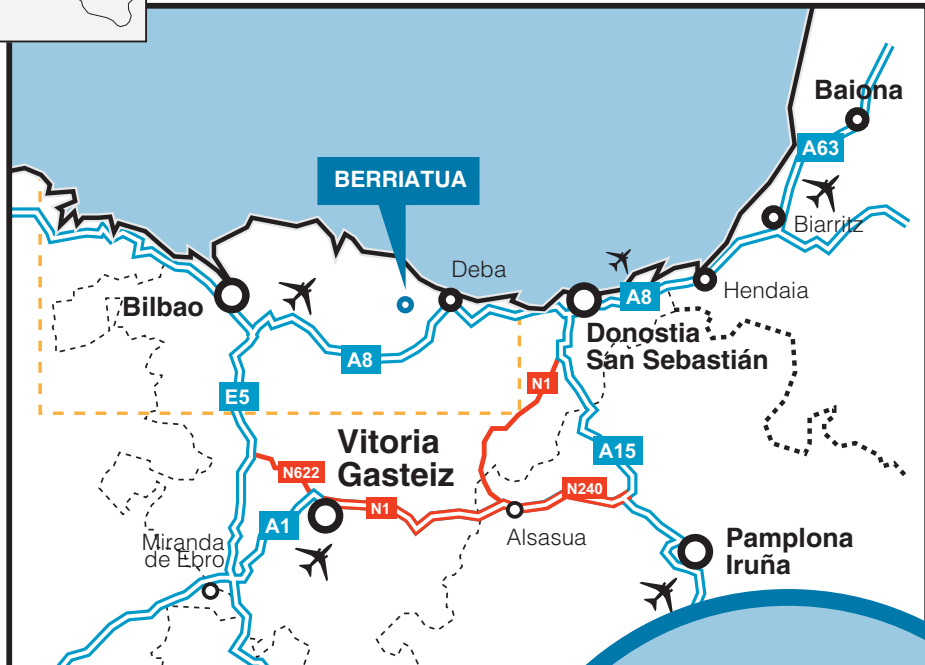 Baiona
A63
BERRIATUA
Biarritz
Deba
Hendaia
A8
Bilbao
Donostia
San Sebastián
A8
N1
E5
Vitoria
Gasteiz
A15
N622
N240
N1
A1
Alsasua
Miranda
de Ebro
Pamplona
Iruña